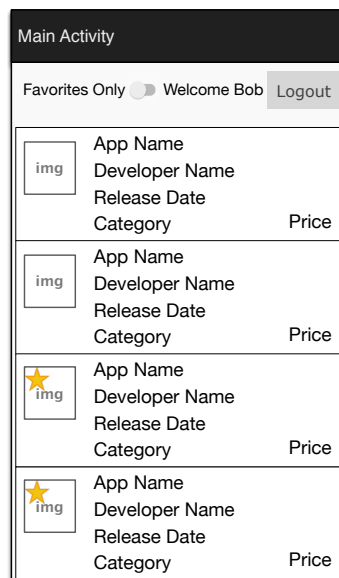 Main Activity
Favorites Only Welcome Bob Logout
img
App Name
Developer Name
Release Date
Category Price
img
App Name
Developer Name
Release Date
Category Price
img
App Name
Developer Name
Release Date
Category Price
img
App Name
Developer Name
Release Date
Category Price